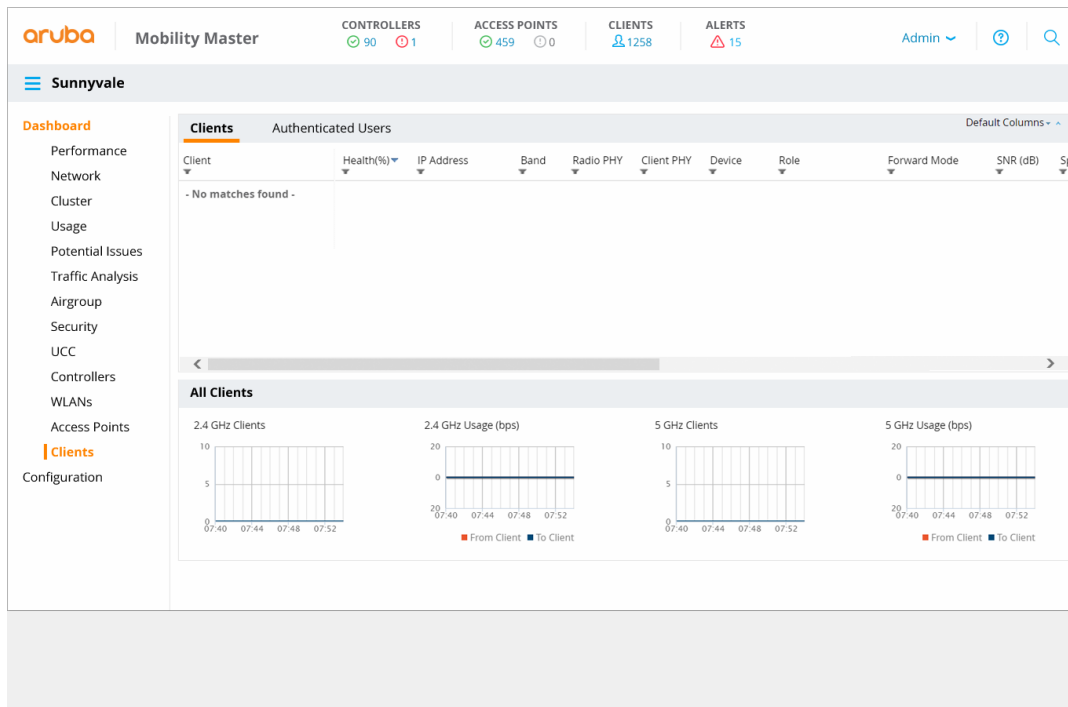 aruba Mobility Master CONTROLLERS ACCESS POINTS CLIENTS ALERTS
90 1 459 0 1258 15 Admin
Sunnyvale
Dashboard
Performance
Network
Cluster
Usage
Potential Issues
Traffic Analysis
Airgroup
Security
UCC
Controllers
WLANs
Access Points
Clients
Configuration
Clients Authenticated Users Default Columns
Client Health(%) IP Address Band Radio PHY Client PHY Device Role Forward Mode SNR (dB) Sp
- No matches found -
All Clients
2.4 GHz Clients
10
5
0
07:40 07:44 07:48 07:52
2.4 GHz Usage (bps)
20
0
20
07:40 07:44 07:48 07:52
From Client To Client
5 GHz Clients
10
5
0
07:40 07:44 07:48 07:52
5 GHz Usage (bps)
20
0
20
07:40 07:44 07:48 07:52
From Client To Client